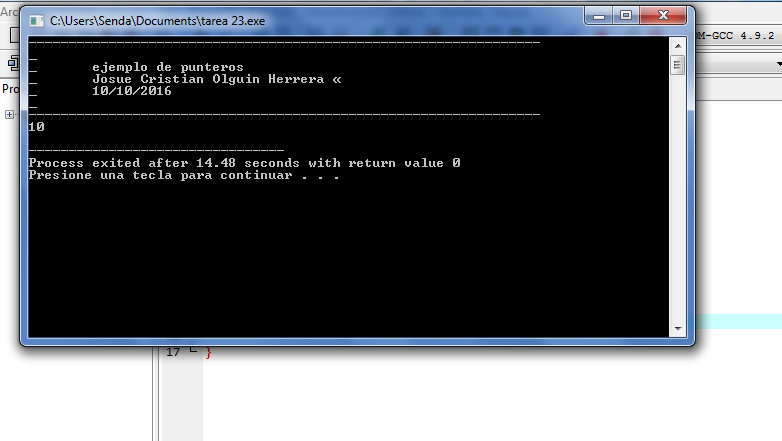 Arc
C:\Users\Senda\Documents\tarea 23.exe
DM-GCC 4.9.2
Pro
----------------------------------------------------------------
_
_ ejemplo de punteros
_ Josue Cristian Olguin Herrera «
_ 10/10/2016
_
----------------------------------------------------------------
10
--------------------------------
Process exited after 14.48 seconds with return value 0
Presione una tecla para continuar . . .
17 }